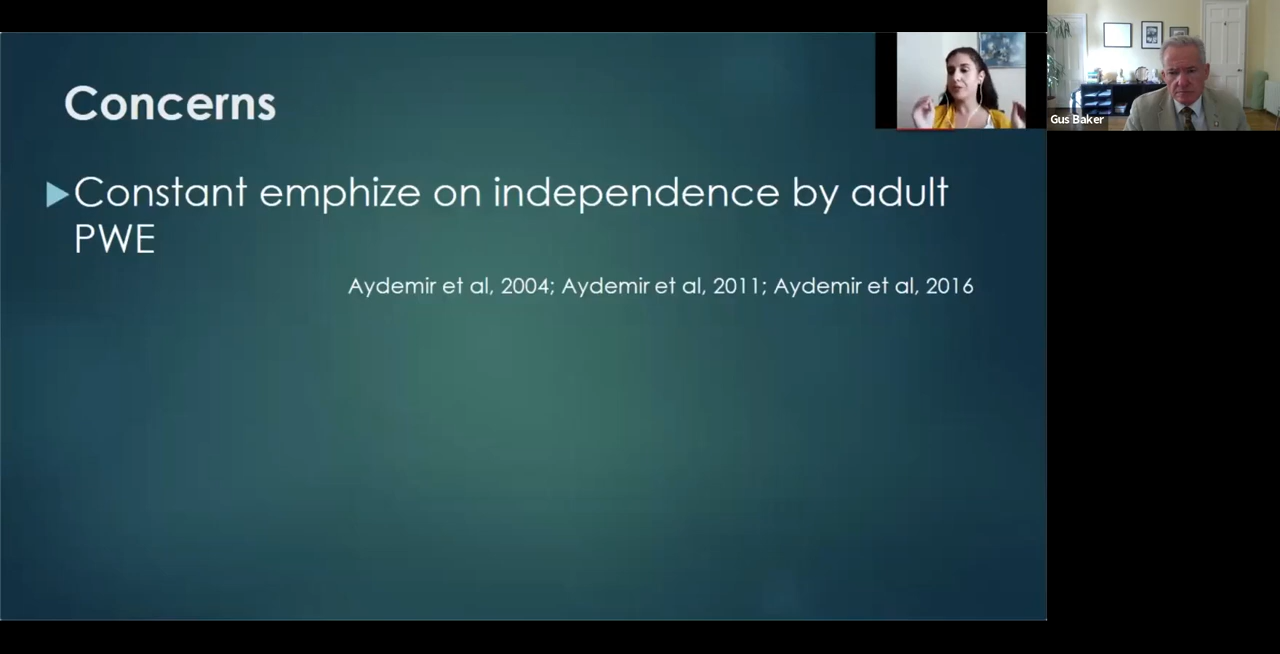 Concerns
Constant emphize on independence by adult
PWE
Aydemir et al, 2004; Aydemir et al, 2011; Aydemir et al, 2016
Gus Baker